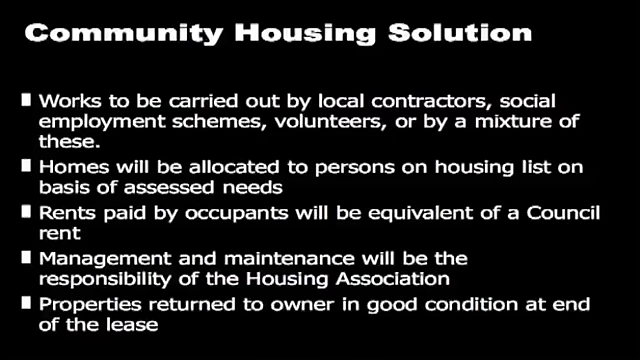 Community Housing Solution
Works to be carried out by local contractors, social
employment schemes, volunteers, or by a mixture of
these.
Homes will be allocated to persons on housing list on
basis of assessed needs
Rents paid by occupants will be equivalent of a Council
rent
Management and maintenance will be the
responsibility of the Housing Association
Properties returned to owner in good condition at end
of the lease